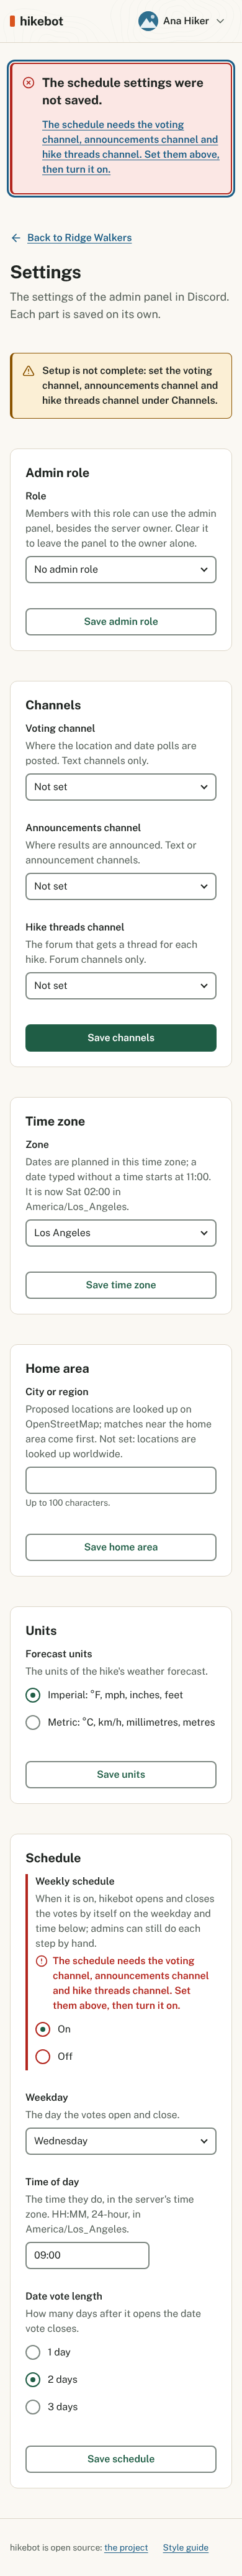 hikebot
Ana Hiker
The schedule settings were
not saved.
The schedule needs the voting
channel, announcements channel and
hike threads channel. Set them above,
then turn it on.
Back to Ridge Walkers
Settings
The settings of the admin panel in Discord.
Each part is saved on its own.
Setup is not complete: set the voting
channel, announcements channel and
hike threads channel under Channels.
Admin role
Role
Members with this role can use the admin
panel, besides the server owner. Clear it
to leave the panel to the owner alone.
No admin role
Save admin role
Channels
Voting channel
Where the location and date polls are
posted. Text channels only.
Not set
Announcements channel
Where results are announced. Text or
announcement channels.
Not set
Hike threads channel
The forum that gets a thread for each
hike. Forum channels only.
Not set
Save channels
Time zone
Zone
Dates are planned in this time zone; a
date typed without a time starts at 11:00.
It is now Sat 02:00 in
America/Los_Angeles.
Los Angeles
Save time zone
Home area
City or region
Proposed locations are looked up on
OpenStreetMap; matches near the home
area come first. Not set: locations are
looked up worldwide.
Up to 100 characters.
Save home area
Units
Forecast units
The units of the hike's weather forecast.
Imperial: °F, mph, inches, feet
Metric: °C, km/h, millimetres, metres
Save units
Schedule
Weekly schedule
When it is on, hikebot opens and closes
the votes by itself on the weekday and
time below; admins can still do each
step by hand.
The schedule needs the voting
channel, announcements channel
and hike threads channel. Set
them above, then turn it on.
On
Off
Weekday
The day the votes open and close.
Wednesday
Time of day
The time they do, in the server's time
zone. HH:MM, 24-hour, in
America/Los_Angeles.
09:00
Date vote length
How many days after it opens the date
vote closes.
1 day
2 days
3 days
Save schedule
hikebot is open source: the project
Style guide